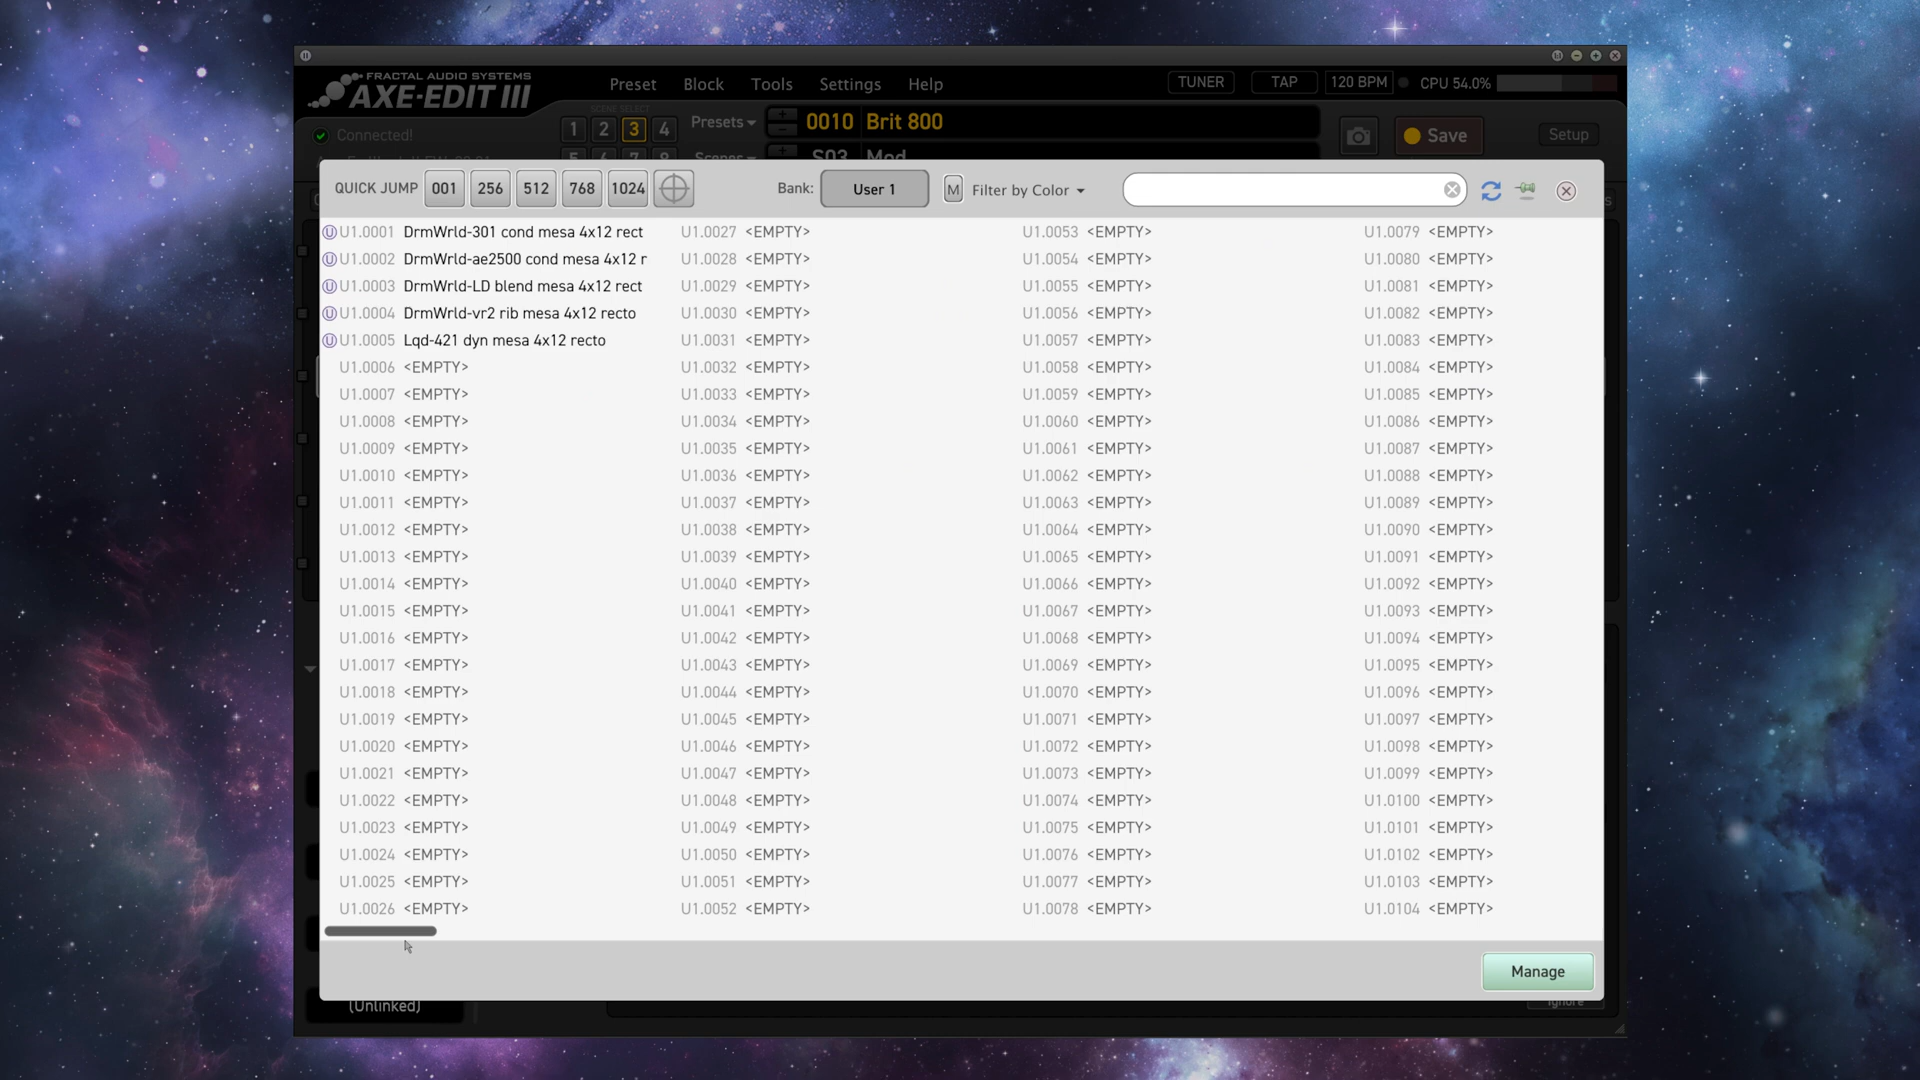 FRACTAL AUDIO SYSTEMS
AXE-EDIT III
Preset Block Tools Settings Help
TUNER TAP 120 BPM CPU 54.0%
Connected!
SCENE SELECT
1 2 3 4
Presets
0010 Brit 800
Save
Setup
S03 Mod
QUICK JUMP 001 256 512 768 1024
Bank: User 1 M Filter by Color
U1.0001 DrmWrld-301 cond mesa 4x12 rect
U1.0002 DrmWrld-ae2500 cond mesa 4x12 r
U1.0003 DrmWrld-LD blend mesa 4x12 rect
U1.0004 DrmWrld-vr2 rib mesa 4x12 recto
U1.0005 Lqd-421 dyn mesa 4x12 recto
U1.0006 <EMPTY>
U1.0007 <EMPTY>
U1.0008 <EMPTY>
U1.0009 <EMPTY>
U1.0010 <EMPTY>
U1.0011 <EMPTY>
U1.0012 <EMPTY>
U1.0013 <EMPTY>
U1.0014 <EMPTY>
U1.0015 <EMPTY>
U1.0016 <EMPTY>
U1.0017 <EMPTY>
U1.0018 <EMPTY>
U1.0019 <EMPTY>
U1.0020 <EMPTY>
U1.0021 <EMPTY>
U1.0022 <EMPTY>
U1.0023 <EMPTY>
U1.0024 <EMPTY>
U1.0025 <EMPTY>
U1.0026 <EMPTY>
U1.0027 <EMPTY>
U1.0028 <EMPTY>
U1.0029 <EMPTY>
U1.0030 <EMPTY>
U1.0031 <EMPTY>
U1.0032 <EMPTY>
U1.0033 <EMPTY>
U1.0034 <EMPTY>
U1.0035 <EMPTY>
U1.0036 <EMPTY>
U1.0037 <EMPTY>
U1.0038 <EMPTY>
U1.0039 <EMPTY>
U1.0040 <EMPTY>
U1.0041 <EMPTY>
U1.0042 <EMPTY>
U1.0043 <EMPTY>
U1.0044 <EMPTY>
U1.0045 <EMPTY>
U1.0046 <EMPTY>
U1.0047 <EMPTY>
U1.0048 <EMPTY>
U1.0049 <EMPTY>
U1.0050 <EMPTY>
U1.0051 <EMPTY>
U1.0052 <EMPTY>
U1.0053 <EMPTY>
U1.0054 <EMPTY>
U1.0055 <EMPTY>
U1.0056 <EMPTY>
U1.0057 <EMPTY>
U1.0058 <EMPTY>
U1.0059 <EMPTY>
U1.0060 <EMPTY>
U1.0061 <EMPTY>
U1.0062 <EMPTY>
U1.0063 <EMPTY>
U1.0064 <EMPTY>
U1.0065 <EMPTY>
U1.0066 <EMPTY>
U1.0067 <EMPTY>
U1.0068 <EMPTY>
U1.0069 <EMPTY>
U1.0070 <EMPTY>
U1.0071 <EMPTY>
U1.0072 <EMPTY>
U1.0073 <EMPTY>
U1.0074 <EMPTY>
U1.0075 <EMPTY>
U1.0076 <EMPTY>
U1.0077 <EMPTY>
U1.0078 <EMPTY>
U1.0079 <EMPTY>
U1.0080 <EMPTY>
U1.0081 <EMPTY>
U1.0082 <EMPTY>
U1.0083 <EMPTY>
U1.0084 <EMPTY>
U1.0085 <EMPTY>
U1.0086 <EMPTY>
U1.0087 <EMPTY>
U1.0088 <EMPTY>
U1.0089 <EMPTY>
U1.0090 <EMPTY>
U1.0091 <EMPTY>
U1.0092 <EMPTY>
U1.0093 <EMPTY>
U1.0094 <EMPTY>
U1.0095 <EMPTY>
U1.0096 <EMPTY>
U1.0097 <EMPTY>
U1.0098 <EMPTY>
U1.0099 <EMPTY>
U1.0100 <EMPTY>
U1.0101 <EMPTY>
U1.0102 <EMPTY>
U1.0103 <EMPTY>
U1.0104 <EMPTY>
Manage
(Unlinked)
Ignore